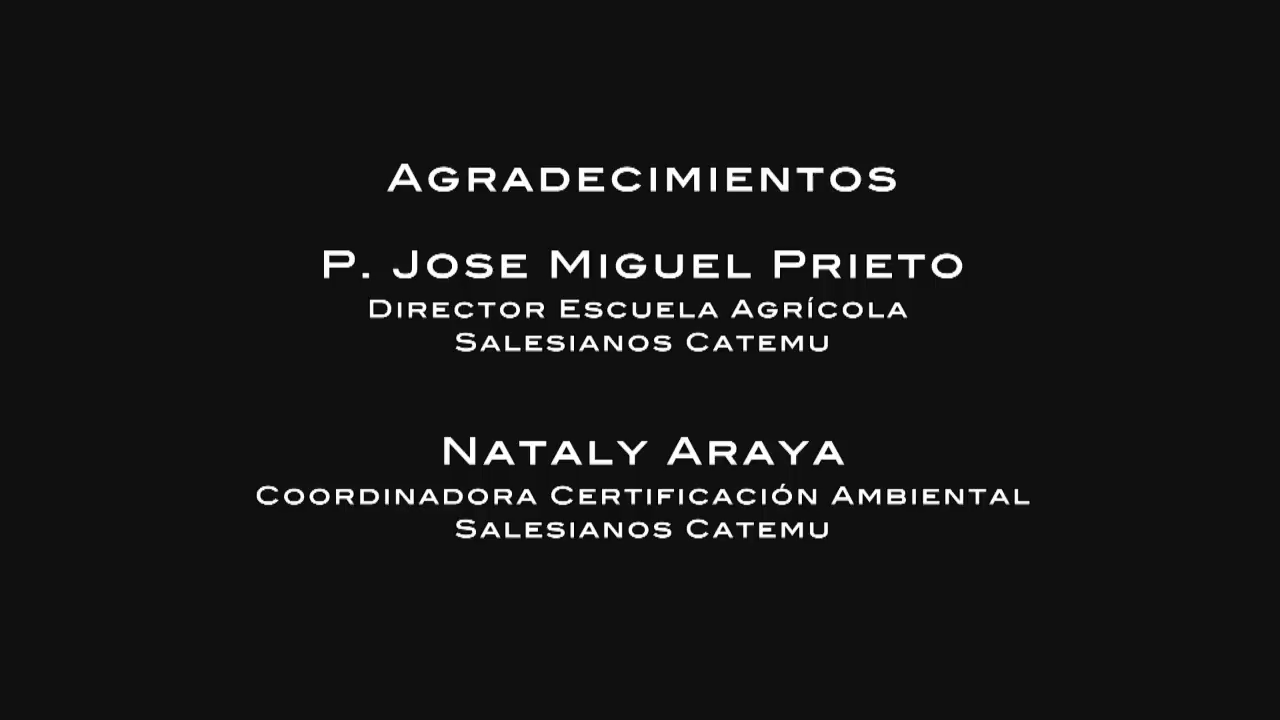 AGRADECIMIENTOS
P. JOSE MIGUEL PRIETO
DIRECTOR ESCUELA AGRÍCOLA
SALESIANOS CATEMU
NATALY ARAYA
COORDINADORA CERTIFICACIÓN AMBIENTAL
SALESIANOS CATEMU